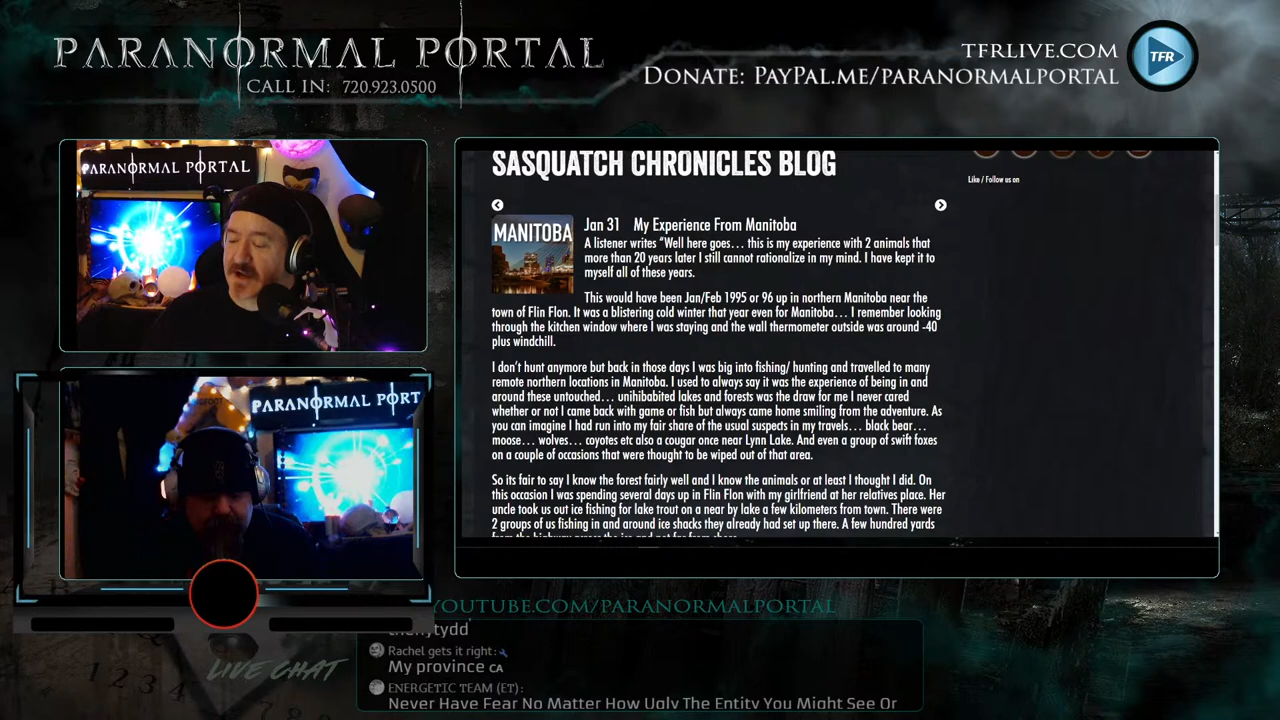 PARANORMAL PORTAL
CALL IN: 720.923.0500
TFRLIVE.COM
DONATE: PAYPAL.ME/PARANORMALPORTAL
TFR
PARANORMAL PORTAL
PARANORMAL PORT
SASQUATCH CHRONICLES BLOG
Like / Follow us on
MANITOBA
Jan 31 My Experience From Manitoba
A listener writes “Well here goes… this is my experience with 2 animals that
more than 20 years later I still cannot rationalize in my mind. I have kept it to
myself all of these years.
This would have been Jan/Feb 1995 or 96 up in northern Manitoba near the
town of Flin Flon. It was a blistering cold winter that year even for Manitoba… I remember looking
through the kitchen window where I was staying and the wall thermometer outside was around -40
plus windchill.
I don’t hunt anymore but back in those days I was big into fishing/ hunting and travelled to many
remote northern locations in Manitoba. I used to always say it was the experience of being in and
around these untouched… unihibabited lakes and forests was the draw for me I never cared
whether or not I came back with game or fish but always came home smiling from the adventure. As
you can imagine I had run into my fair share of the usual suspects in my travels… black bear…
moose… wolves… coyotes etc also a cougar once near Lynn Lake. And even a group of swift foxes
on a couple of occasions that were thought to be wiped out of that area.
So its fair to say I know the forest fairly well and I know the animals or at least I thought I did. On
this occasion I was spending several days up in Flin Flon with my girlfriend at her relatives place. Her
uncle took us out ice fishing for lake trout on a near by lake a few kilometers from town. There were
2 groups of us fishing in and around ice shacks they already had set up there. A few hundred yards
from the highway across the ice and not far from shore
YOUTUBE.COM/PARANORMALPORTAL
LIVE CHAT
1 2 3 4
Rachel gets it right:
My province CA
ENERGETIC TEAM (ET):
Never Have Fear No Matter How Ugly The Entity You Might See Or